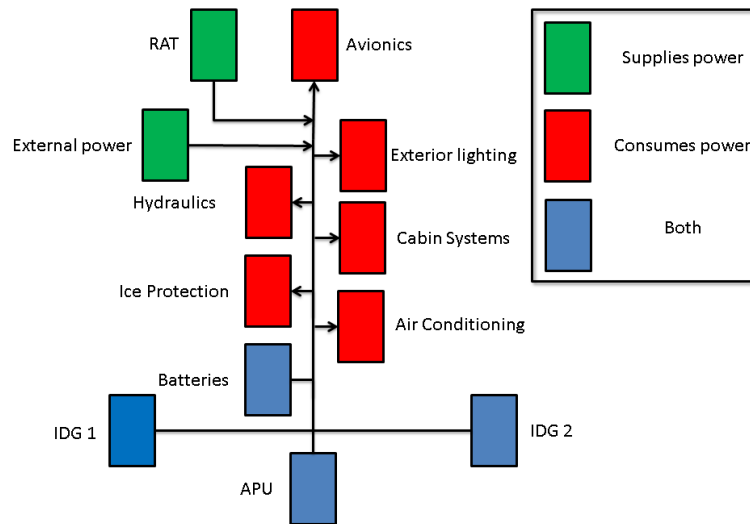 RAT
Avionics
Supplies power
External power
Exterior lighting
Consumes power
Hydraulics
Cabin Systems
Both
Ice Protection
Air Conditioning
Batteries
IDG 1
IDG 2
APU